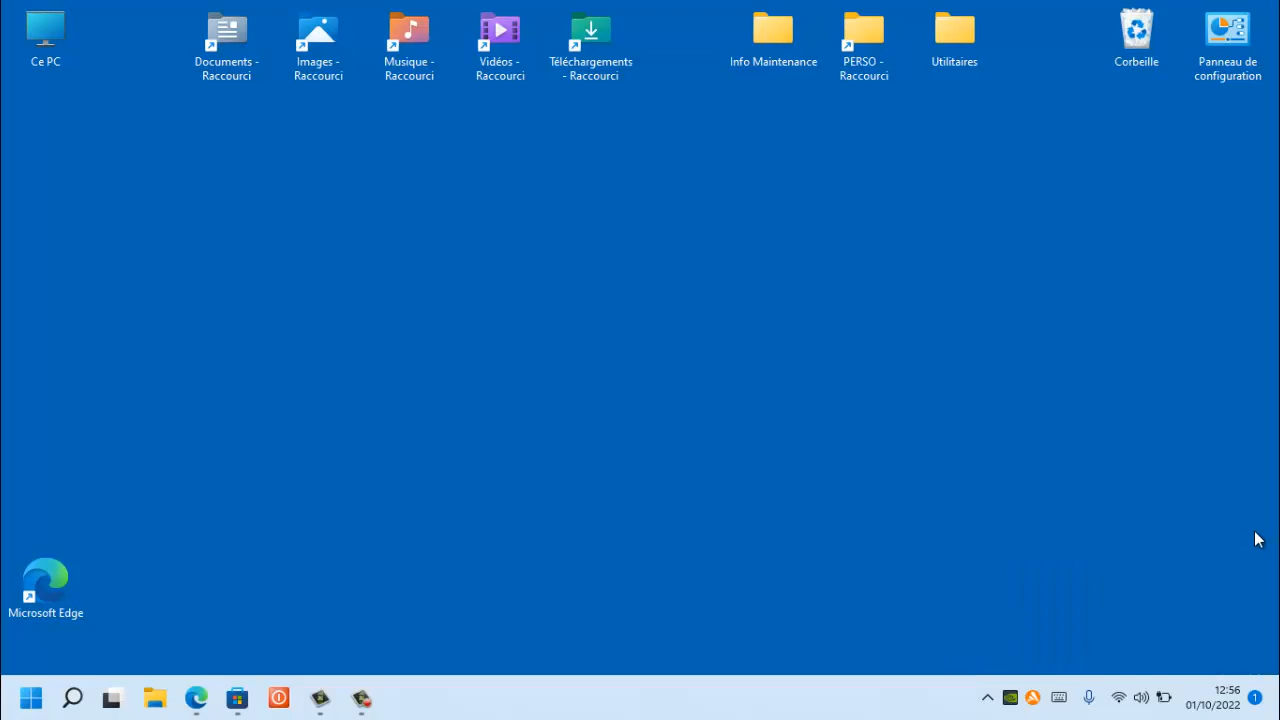 Ce PC
Documents -
Raccourci
Images -
Raccourci
Musique -
Raccourci
Vidéos -
Raccourci
Téléchargements
- Raccourci
Info Maintenance
PERSO -
Raccourci
Utilitaires
Corbeille
Panneau de
configuration
Microsoft Edge
12:56
01/10/2022
1